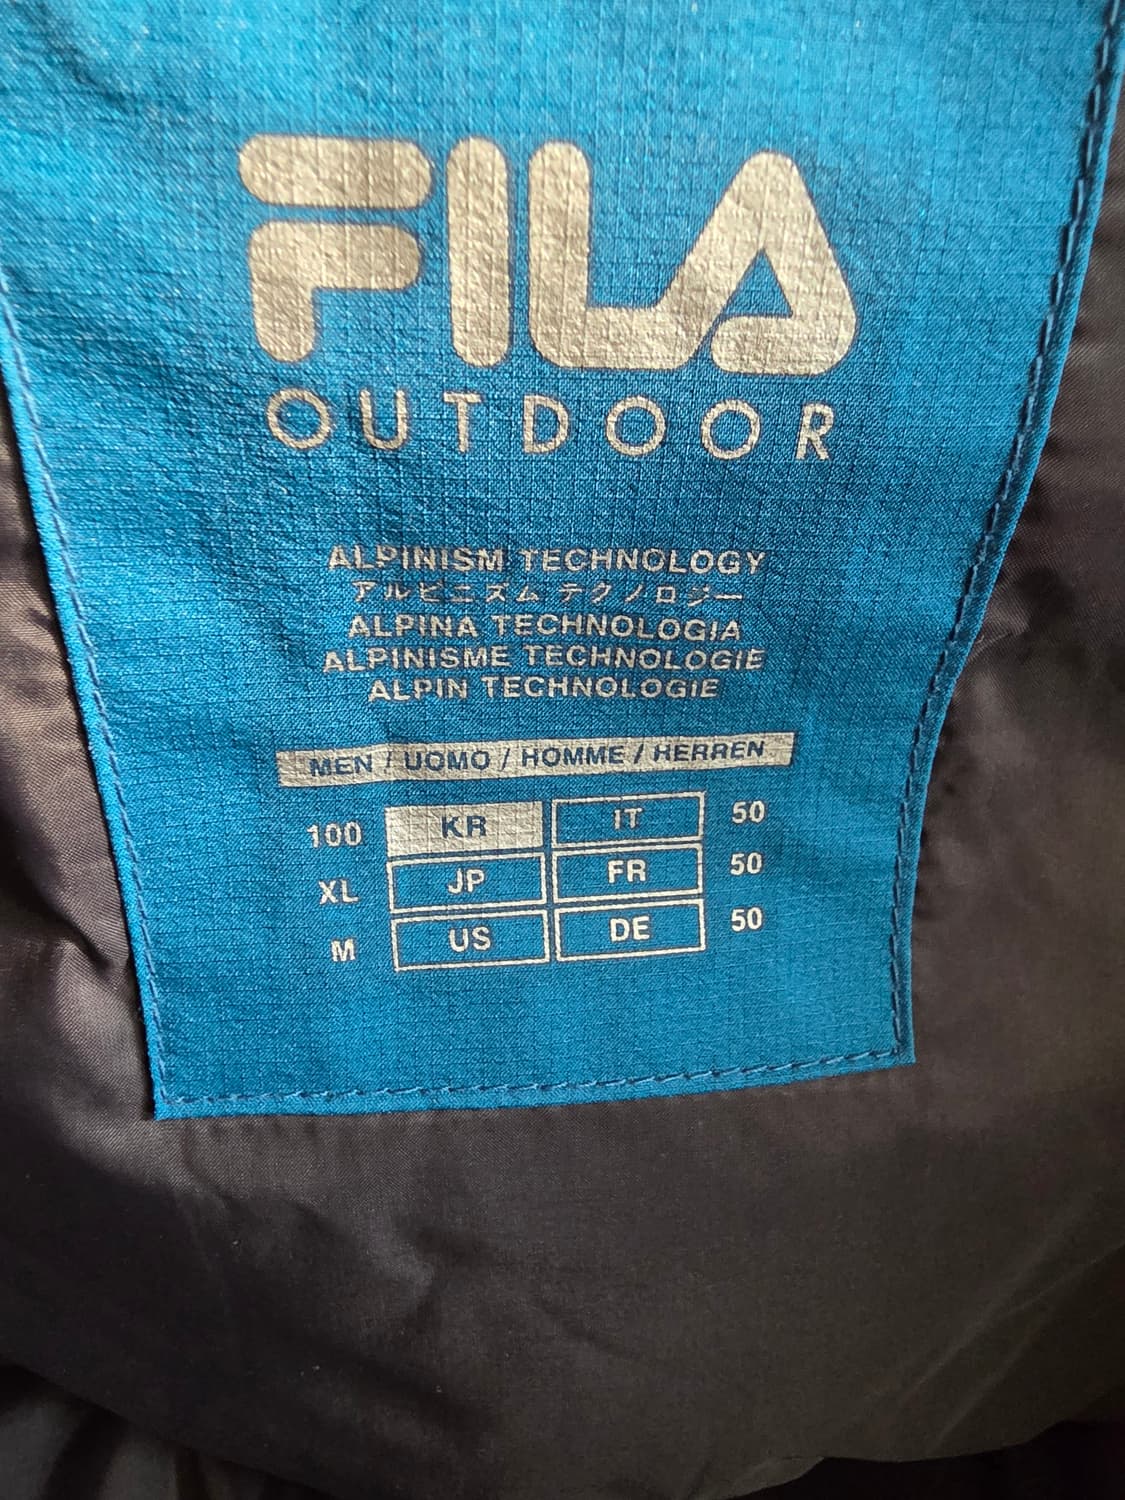 FILA
OUTDOOR
ALPINISM TECHNOLOGY
アルピニズム テクノロジー
ALPINA TECHNOLOGIA
ALPINISME TECHNOLOGIE
ALPIN TECHNOLOGIE
MEN / UOMO / HOMME / HERREN
100 KR IT 50
XL JP FR 50
M US DE 50